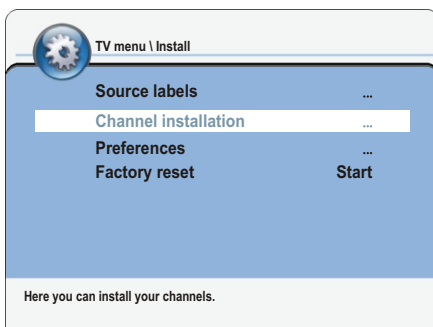 TV menu \ Install
Source labels ...
Channel installation ...
Preferences ...
Factory reset Start
Here you can install your channels.